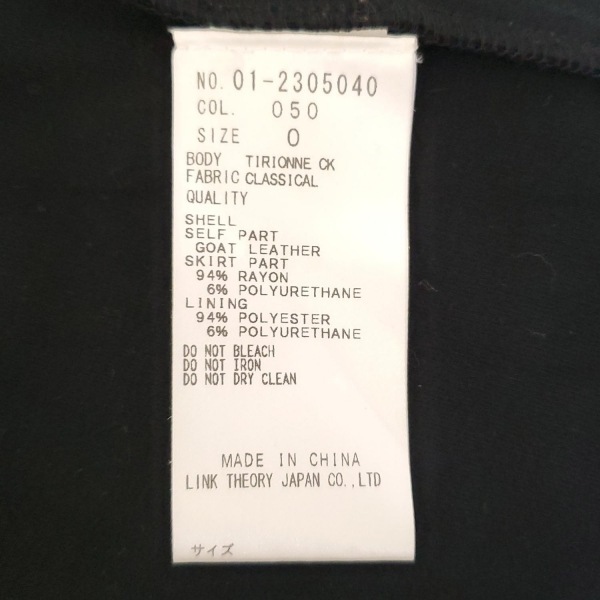 NO. 01-2305040
COL. 050
SIZE 0
BODY TIRIONNE CK
FABRIC CLASSICAL
QUALITY
SHELL
SELF PART
GOAT LEATHER
SKIRT PART
94% RAYON
6% POLYURETHANE
LINING
94% POLYESTER
6% POLYURETHANE
DO NOT BLEACH
DO NOT IRON
DO NOT DRY CLEAN
MADE IN CHINA
LINK THEORY JAPAN CO.,LTD
サイズ